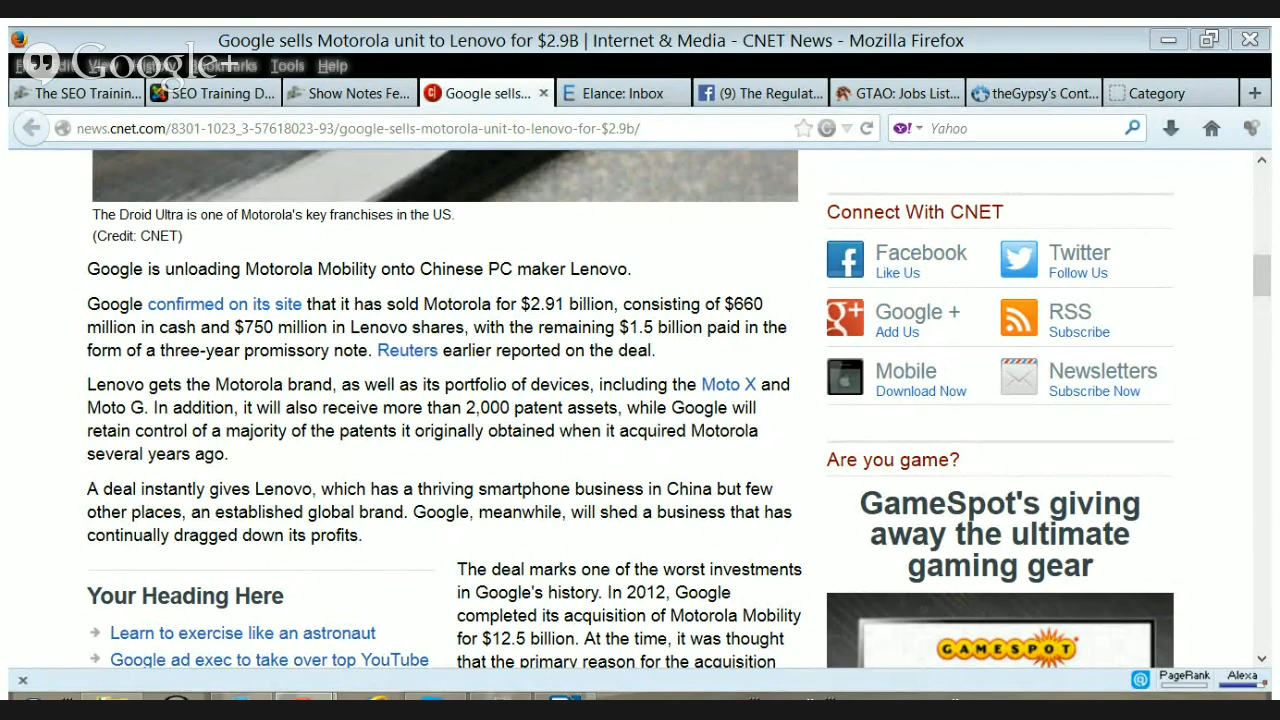 Google sells Motorola unit to Lenovo for $2.9B | Internet & Media - CNET News - Mozilla Firefox
Google+
View History Bookmarks Tools Help
The SEO Trainin...
SEO Training D...
Show Notes Fe...
Google sells...
Elance: Inbox
(9) The Regulat...
GTAO: Jobs List...
theGypsy's Cont...
Category
news.cnet.com/8301-1023_3-57618023-93/google-sells-motorola-unit-to-lenovo-for-$2.9b/
Yahoo
The Droid Ultra is one of Motorola's key franchises in the US.
(Credit: CNET)
Google is unloading Motorola Mobility onto Chinese PC maker Lenovo.
Google confirmed on its site that it has sold Motorola for $2.91 billion, consisting of $660
million in cash and $750 million in Lenovo shares, with the remaining $1.5 billion paid in the
form of a three-year promissory note. Reuters earlier reported on the deal.
Lenovo gets the Motorola brand, as well as its portfolio of devices, including the Moto X and
Moto G. In addition, it will also receive more than 2,000 patent assets, while Google will
retain control of a majority of the patents it originally obtained when it acquired Motorola
several years ago.
A deal instantly gives Lenovo, which has a thriving smartphone business in China but few
other places, an established global brand. Google, meanwhile, will shed a business that has
continually dragged down its profits.
Your Heading Here
Learn to exercise like an astronaut
Google ad exec to take over top YouTube
The deal marks one of the worst investments
in Google's history. In 2012, Google
completed its acquisition of Motorola Mobility
for $12.5 billion. At the time, it was thought
that the primary reason for the acquisition
Connect With CNET
Facebook
Like Us
Twitter
Follow Us
Google +
Add Us
RSS
Subscribe
Mobile
Download Now
Newsletters
Subscribe Now
Are you game?
GameSpot's giving
away the ultimate
gaming gear
GAMESPOT
PageRank
Alexa